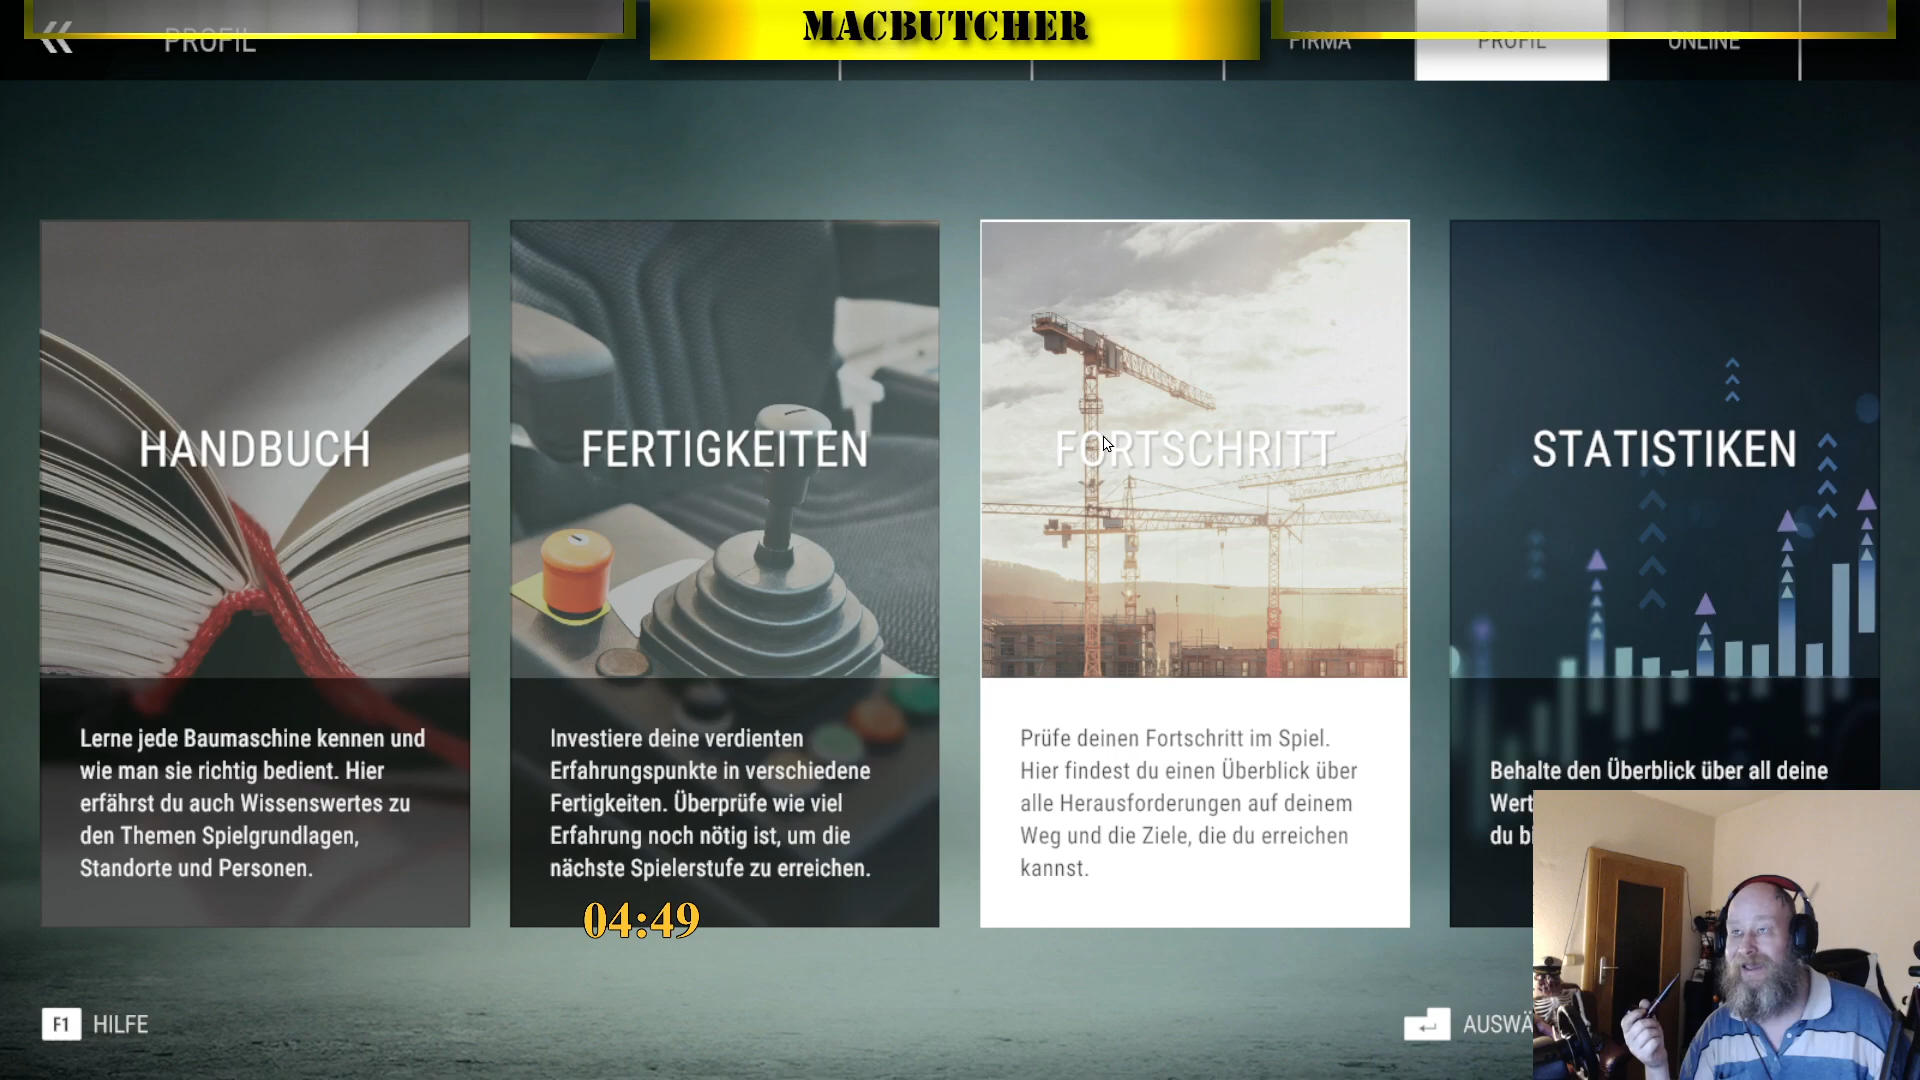 MACBUTCHER
PROFIL
FIRMA
PROFIL
ONLINE
HANDBUCH
Lerne jede Baumaschine kennen und
wie man sie richtig bedient. Hier
erfährst du auch Wissenswertes zu
den Themen Spielgrundlagen,
Standorte und Personen.
FERTIGKEITEN
Investiere deine verdienten
Erfahrungspunkte in verschiedene
Fertigkeiten. Überprüfe wie viel
Erfahrung noch nötig ist, um die
nächste Spielerstufe zu erreichen.
FORTSCHRITT
Prüfe deinen Fortschritt im Spiel.
Hier findest du einen Überblick über
alle Herausforderungen auf deinem
Weg und die Ziele, die du erreichen
kannst.
STATISTIKEN
Behalte den Überblick über all deine
Wert
du bi
04:49
F1 HILFE
AUSWÄ